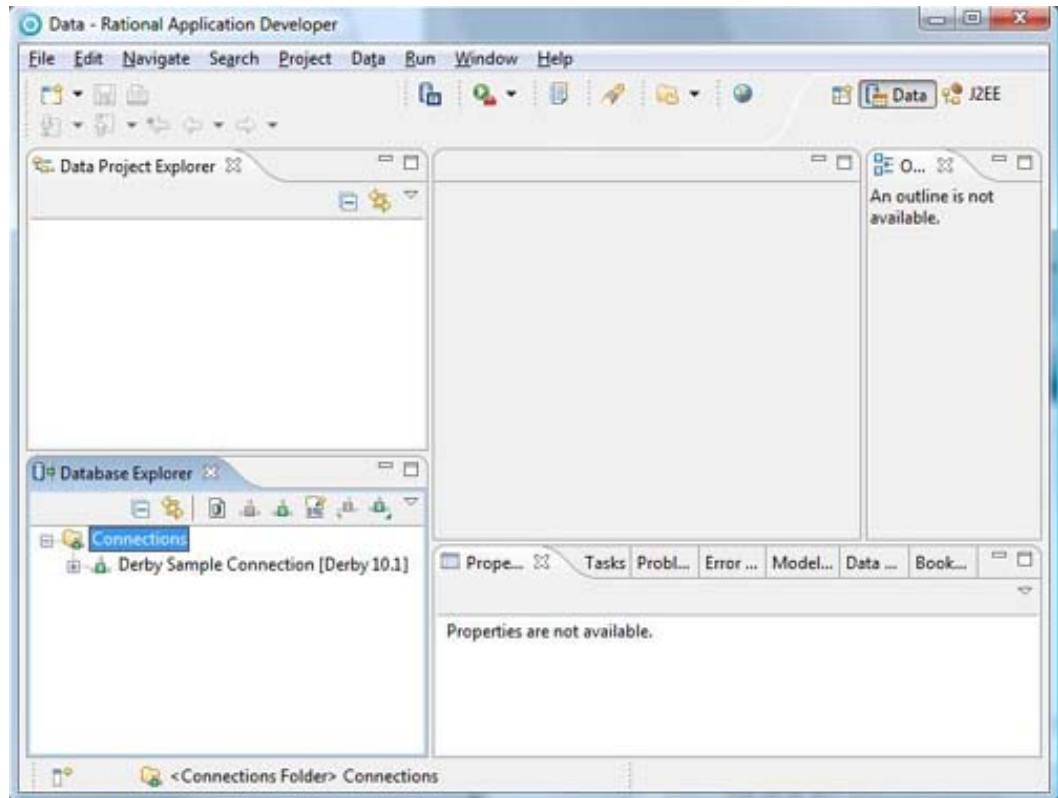 Data - Rational Application Developer
File Edit Navigate Search Project Data Run Window Help
Data J2EE
Data Project Explorer
O...
An outline is not
available.
Database Explorer
Connections
Derby Sample Connection [Derby 10.1]
Prope... Tasks Probl... Error ... Model... Data ... Book...
Properties are not available.
<Connections Folder> Connections